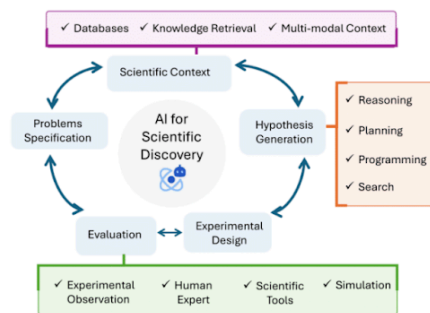 ✓ Databases ✓ Knowledge Retrieval ✓ Multi-modal Context
Scientific Context
Problems
Specification
AI for
Scientific
Discovery
Hypothesis
Generation
✓ Reasoning
✓ Planning
✓ Programming
✓ Search
Evaluation
Experimental
Design
✓ Experimental
Observation
✓ Human
Expert
✓ Scientific
Tools
✓ Simulation